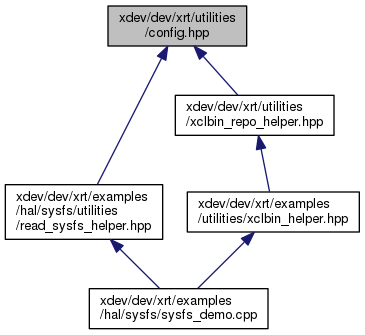 xdev/dev/xrt/utilities
/config.hpp
xdev/dev/xrt/utilities
/xclbin_repo_helper.hpp
xdev/dev/xrt/examples
/hal/sysfs/utilities
/read_sysfs_helper.hpp
xdev/dev/xrt/examples
/utilities/xclbin_helper.hpp
xdev/dev/xrt/examples
/hal/sysfs/sysfs_demo.cpp